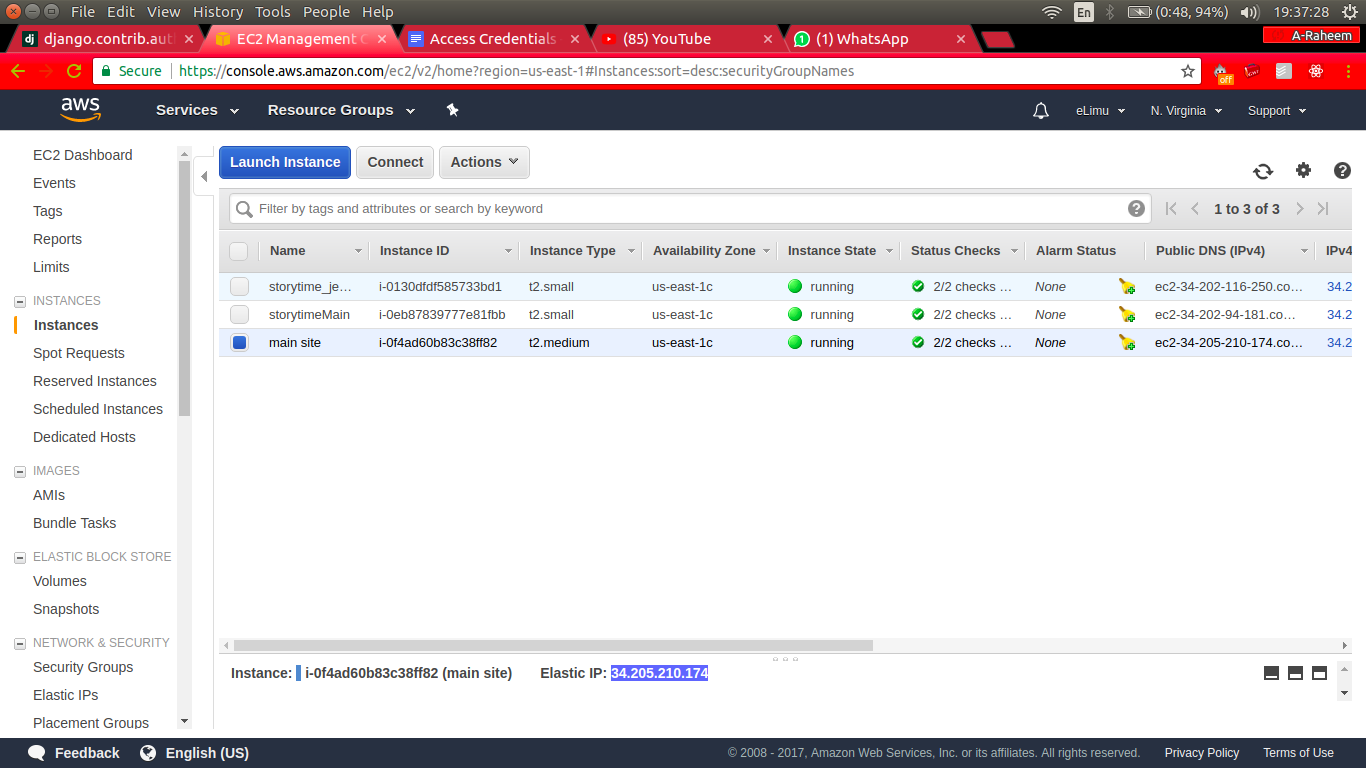 File Edit View History Tools People Help
En (0:48, 94%) 19:37:28
dj django.contrib.aut
EC2 Management C
Access Credentials
(85) YouTube
1 (1) WhatsApp
A-Raheem
Secure https://console.aws.amazon.com/ec2/v2/home?region=us-east-1#Instances:sort=desc:securityGroupNames
off
aws Services Resource Groups eLimu N. Virginia Support
EC2 Dashboard
Events
Tags
Reports
Limits
INSTANCES
Instances
Spot Requests
Reserved Instances
Scheduled Instances
Dedicated Hosts
IMAGES
AMIs
Bundle Tasks
ELASTIC BLOCK STORE
Volumes
Snapshots
NETWORK & SECURITY
Security Groups
Elastic IPs
Placement Groups
Launch Instance Connect Actions
Filter by tags and attributes or search by keyword
1 to 3 of 3
Name Instance ID Instance Type Availability Zone Instance State Status Checks Alarm Status Public DNS (IPv4) IPv4
storytime_je… i-0130dfdf585733bd1 t2.small us-east-1c running 2/2 checks … None ec2-34-202-116-250.co… 34.2
storytimeMain i-0eb87839777e81fbb t2.small us-east-1c running 2/2 checks … None ec2-34-202-94-181.co… 34.2
main site i-0f4ad60b83c38ff82 t2.medium us-east-1c running 2/2 checks … None ec2-34-205-210-174.co… 34.2
Instance: i-0f4ad60b83c38ff82 (main site) Elastic IP: 34.205.210.174
Feedback English (US) © 2008 - 2017, Amazon Web Services, Inc. or its affiliates. All rights reserved. Privacy Policy Terms of Use